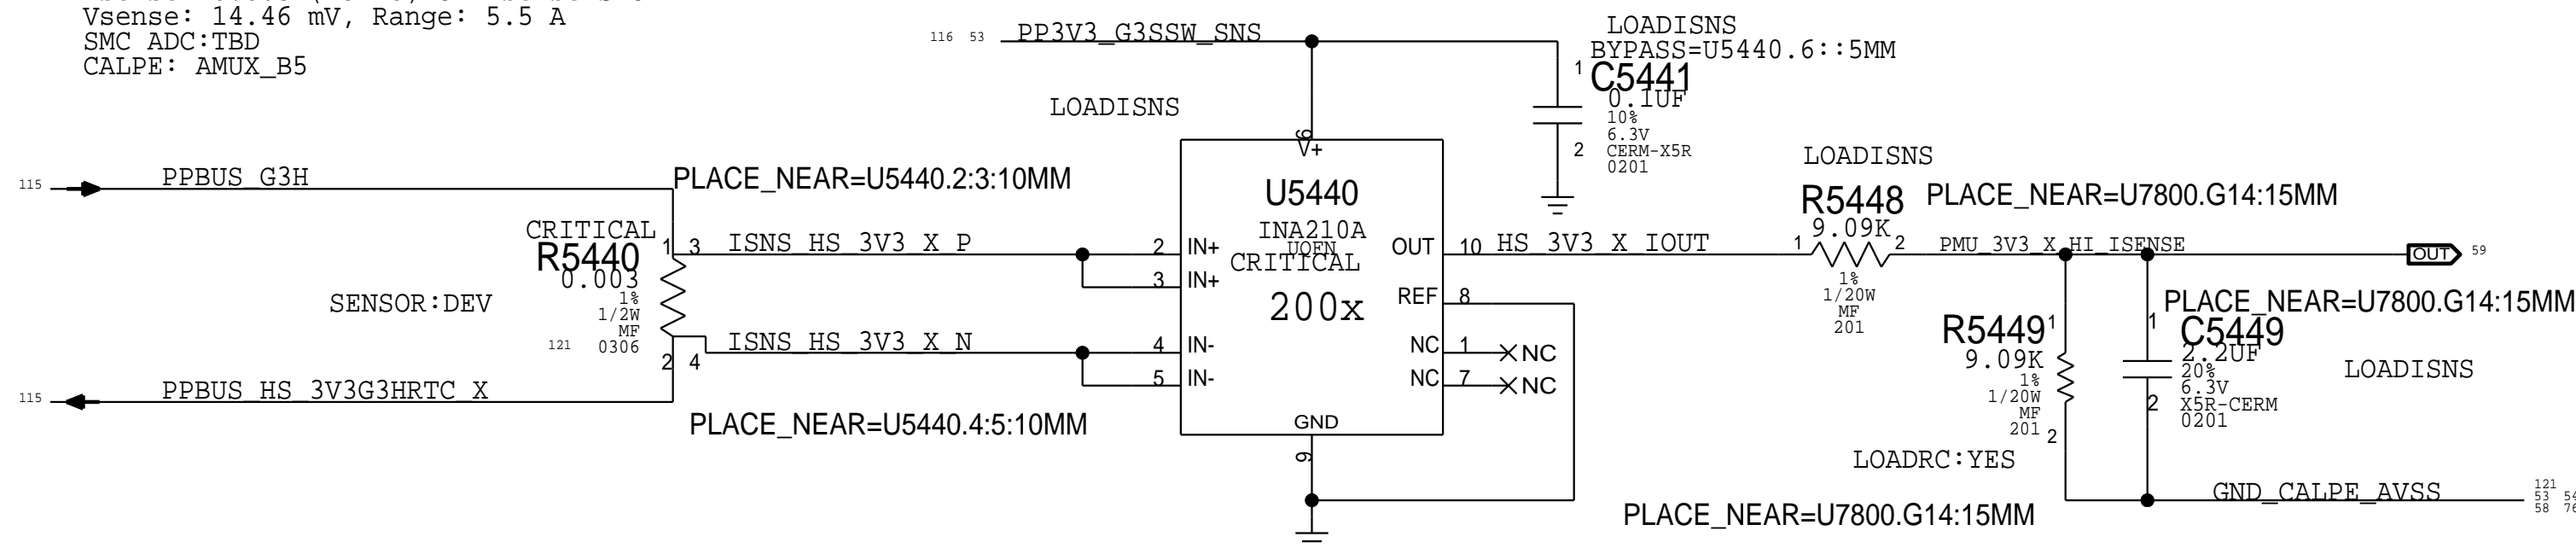 Vsense: 14.46 mV, Range: 5.5 A
SMC ADC:TBD
CALPE: AMUX_B5
116 53 PP3V3_G3SSW_SNS
LOADISNS
BYPASS=U5440.6::5MM
1
C5441
0.1UF
10%
6.3V
2
CERM-X5R
0201
LOADISNS
6
V+
115
PPBUS_G3H
PLACE_NEAR=U5440.2:3:10MM
U5440
INA210A
UQFN
CRITICAL
200x
CRITICAL
R5440
0.003
1%
1/2W
MF
121 0306
1 3
2 4
SENSOR:DEV
ISNS_HS_3V3_X_P
2 IN+
3 IN+
ISNS_HS_3V3_X_N
4 IN-
5 IN-
OUT 10 HS_3V3_X_IOUT
REF 8
NC 1 NC
NC 7 NC
GND
9
115
PPBUS_HS_3V3G3HRTC_X
PLACE_NEAR=U5440.4:5:10MM
LOADISNS
R5448
PLACE_NEAR=U7800.G14:15MM
9.09K
1 2
1%
1/20W
MF
201
PMU_3V3_X_HI_ISENSE
OUT 59
PLACE_NEAR=U7800.G14:15MM
R5449
1
9.09K
1%
1/20W
MF
201
2
1
C5449
2.2UF
20%
6.3V
2
X5R-CERM
0201
LOADISNS
LOADRC:YES
GND_CALPE_AVSS
121
53 54
58
PLACE_NEAR=U7800.G14:15MM